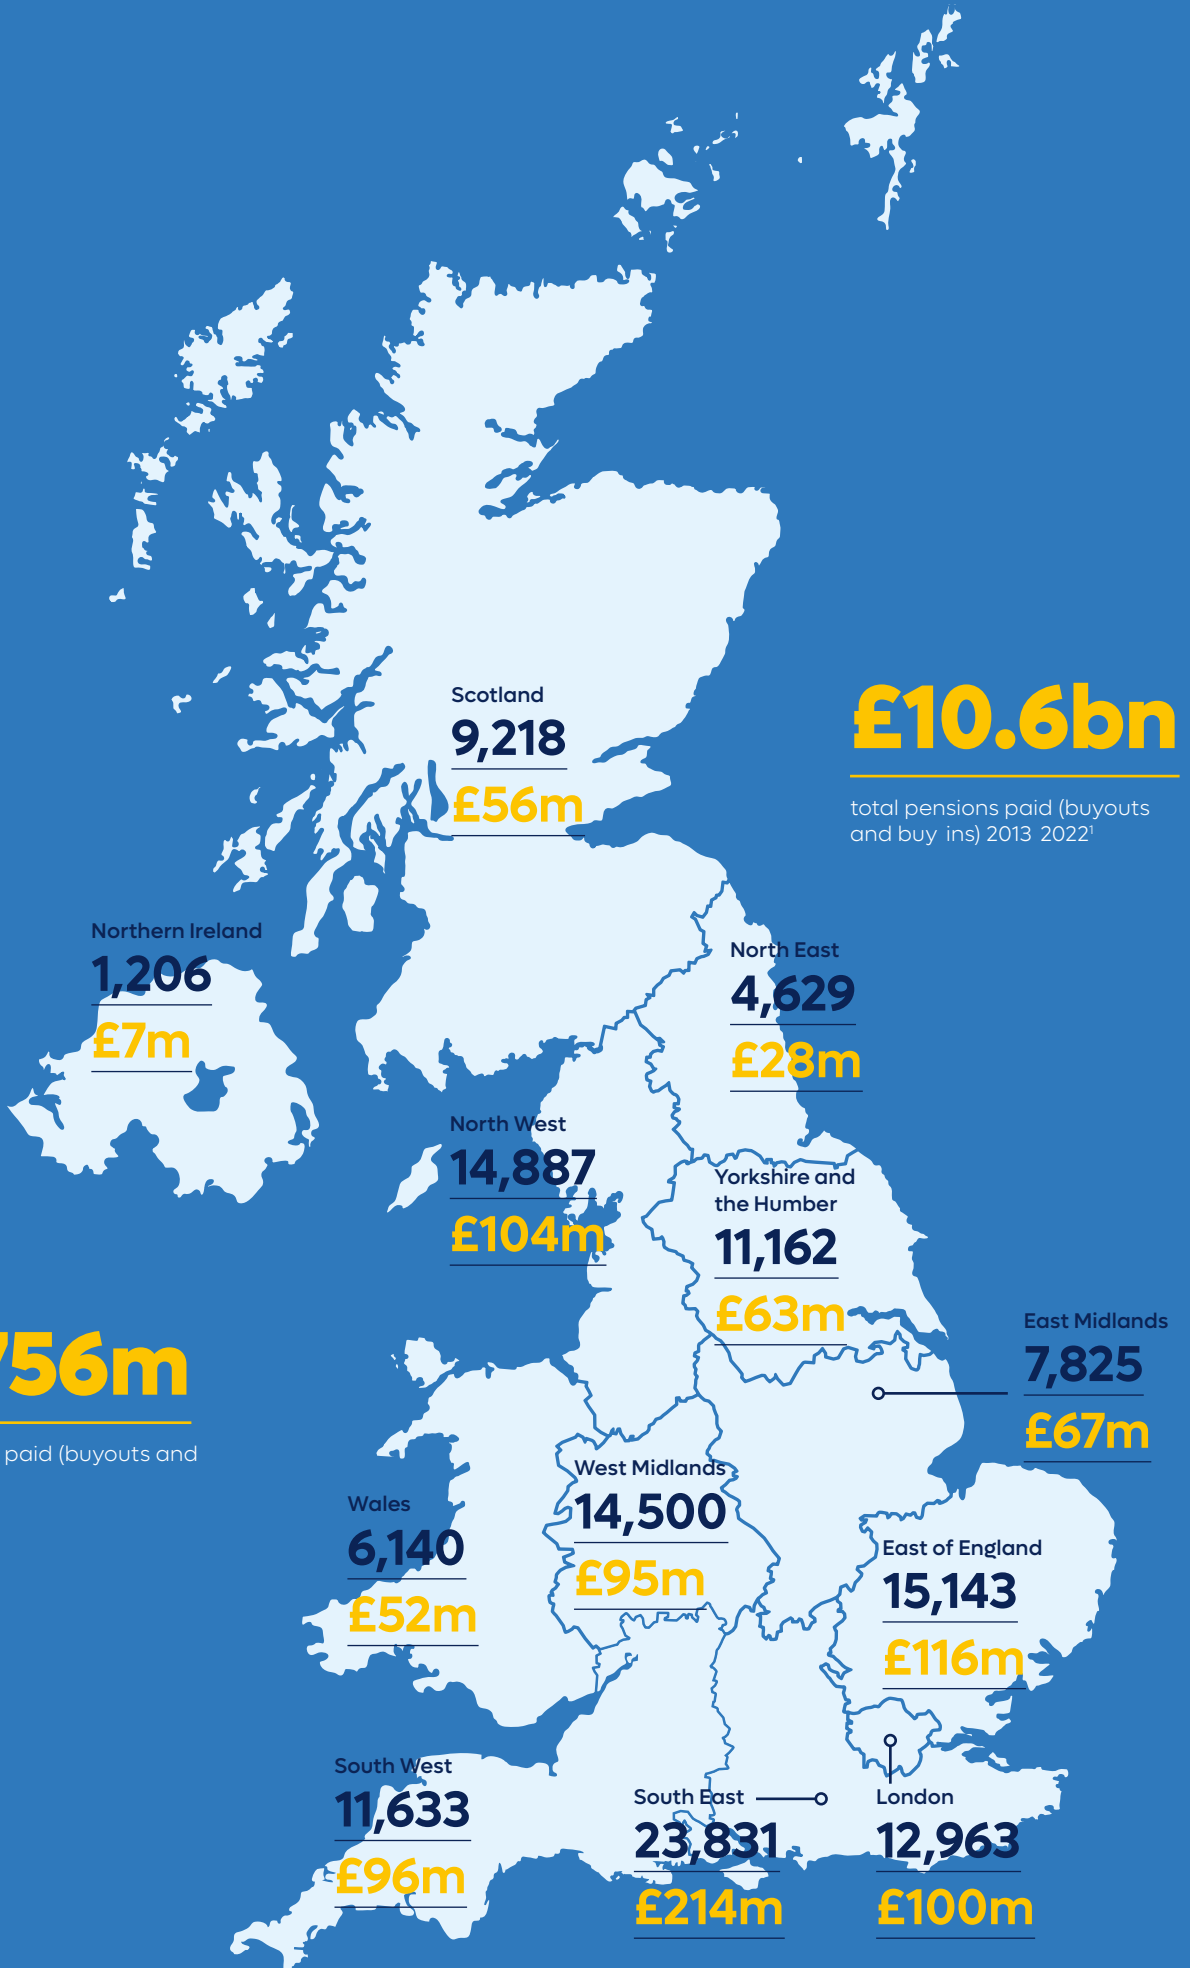 Scotland
9,218
£56m
£10.6bn
total pensions paid (buyouts
and buy ins) 2013 2022¹
Northern Ireland
1,206
£7m
North East
4,629
£28m
North West
14,887
£104m
Yorkshire and
the Humber
11,162
£63m
East Midlands
7,825
£67m
56m
paid (buyouts and
West Midlands
14,500
£95m
Wales
6,140
£52m
East of England
15,143
£116m
South West
11,633
£96m
South East
23,831
£214m
London
12,963
£100m